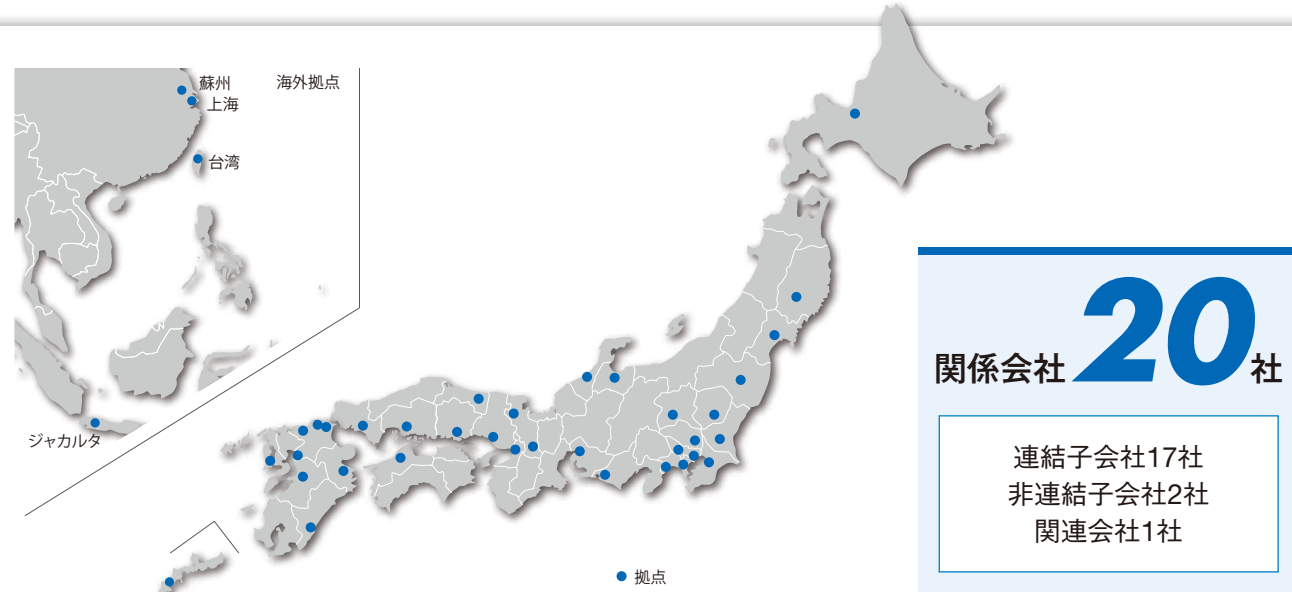 蘇州
海外拠点
上海
台湾
ジャカルタ
拠点
関係会社20社
連結子会社17社
非連結子会社2社
関連会社1社